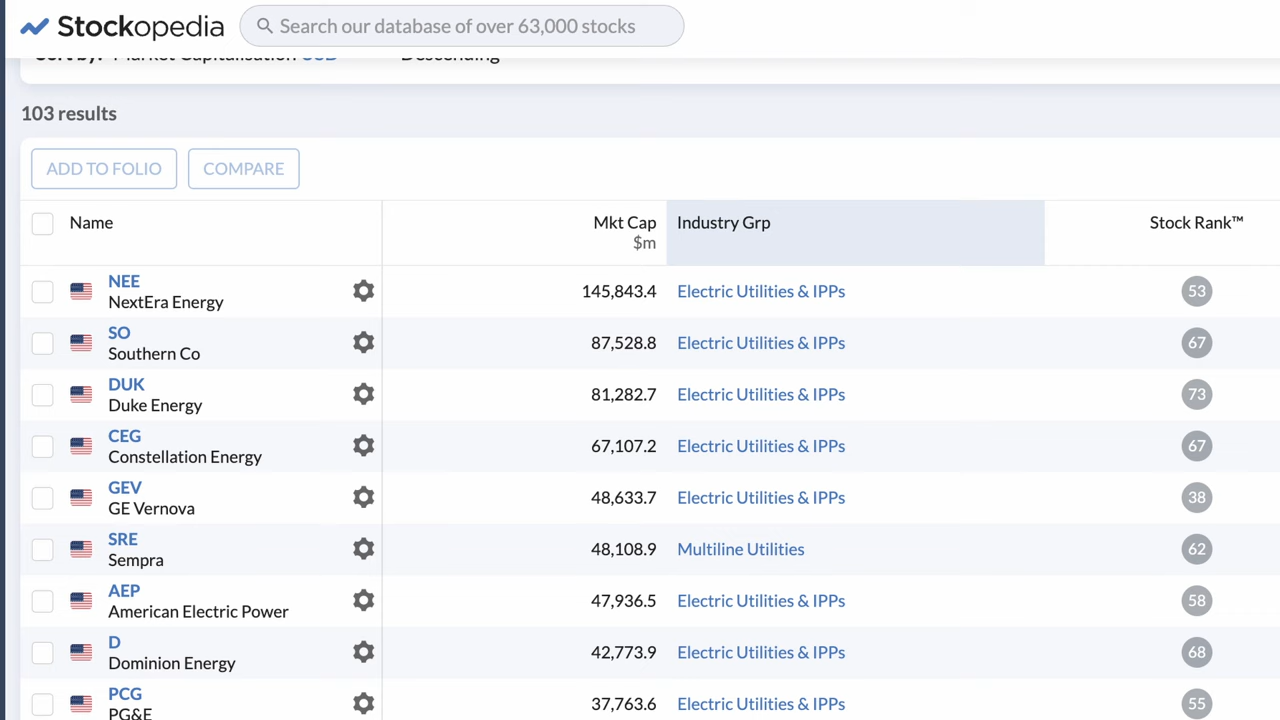 Stockopedia
Search our database of over 63,000 stocks
Sort by: Market Capitalisation USD Descending
103 results
ADD TO FOLIO COMPARE
Name Mkt Cap Industry Grp Stock Rank™
$m
NEE
NextEra Energy 145,843.4 Electric Utilities & IPPs 53
SO
Southern Co 87,528.8 Electric Utilities & IPPs 67
DUK
Duke Energy 81,282.7 Electric Utilities & IPPs 73
CEG
Constellation Energy 67,107.2 Electric Utilities & IPPs 67
GEV
GE Vernova 48,633.7 Electric Utilities & IPPs 38
SRE
Sempra 48,108.9 Multiline Utilities 62
AEP
American Electric Power 47,936.5 Electric Utilities & IPPs 58
D
Dominion Energy 42,773.9 Electric Utilities & IPPs 68
PCG
PG&E 37,763.6 Electric Utilities & IPPs 55